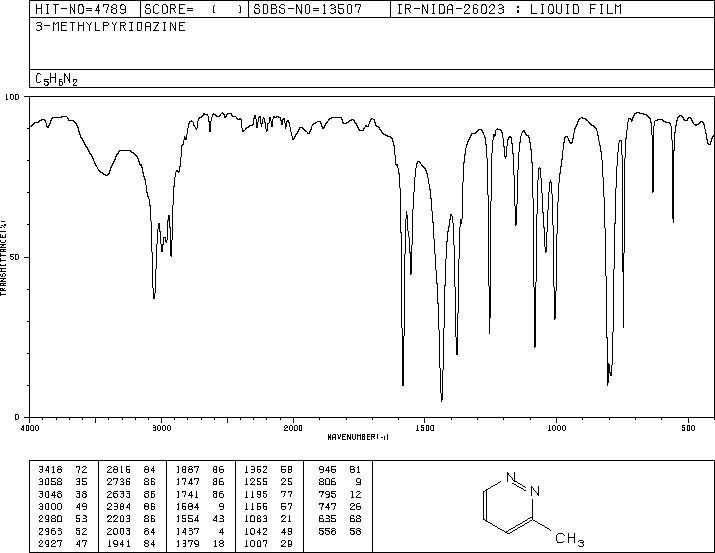 HIT-NO=4789 SCORE= ( ) SDBS-NO=13507 IR-NIDA-26023 : LIQUID FILM
3-METHYLPYRIDAZINE
C5H6N2
100
50
0
TRANSMITTANCE(%)
4000 3000 2000 1500 1000 500
WAVENUMBER(-1)
3418 72 2816 84 1887 86 1362 58 945 81
3058 35 2736 86 1747 86 1255 25 806 9
3048 38 2633 86 1741 86 1195 77 795 12
3000 49 2384 86 1584 9 1156 57 747 26
2980 53 2203 86 1554 43 1083 21 635 68
2963 52 2003 84 1437 4 1042 49 558 58
2927 47 1941 84 1379 18 1007 29
N
N
CH3